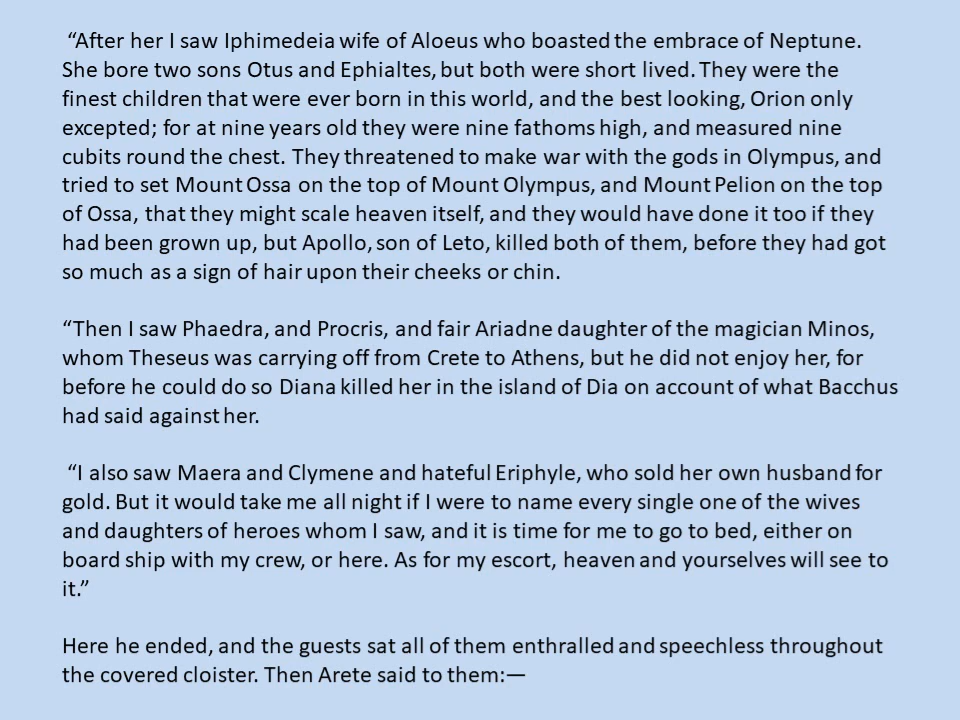 “After her I saw Iphimedeia wife of Aloeus who boasted the embrace of Neptune.
She bore two sons Otus and Ephialtes, but both were short lived. They were the
finest children that were ever born in this world, and the best looking, Orion only
excepted; for at nine years old they were nine fathoms high, and measured nine
cubits round the chest. They threatened to make war with the gods in Olympus, and
tried to set Mount Ossa on the top of Mount Olympus, and Mount Pelion on the top
of Ossa, that they might scale heaven itself, and they would have done it too if they
had been grown up, but Apollo, son of Leto, killed both of them, before they had got
so much as a sign of hair upon their cheeks or chin.
“Then I saw Phaedra, and Procris, and fair Ariadne daughter of the magician Minos,
whom Theseus was carrying off from Crete to Athens, but he did not enjoy her, for
before he could do so Diana killed her in the island of Dia on account of what Bacchus
had said against her.
“I also saw Maera and Clymene and hateful Eriphyle, who sold her own husband for
gold. But it would take me all night if I were to name every single one of the wives
and daughters of heroes whom I saw, and it is time for me to go to bed, either on
board ship with my crew, or here. As for my escort, heaven and yourselves will see to
it.”
Here he ended, and the guests sat all of them enthralled and speechless throughout
the covered cloister. Then Arete said to them:—